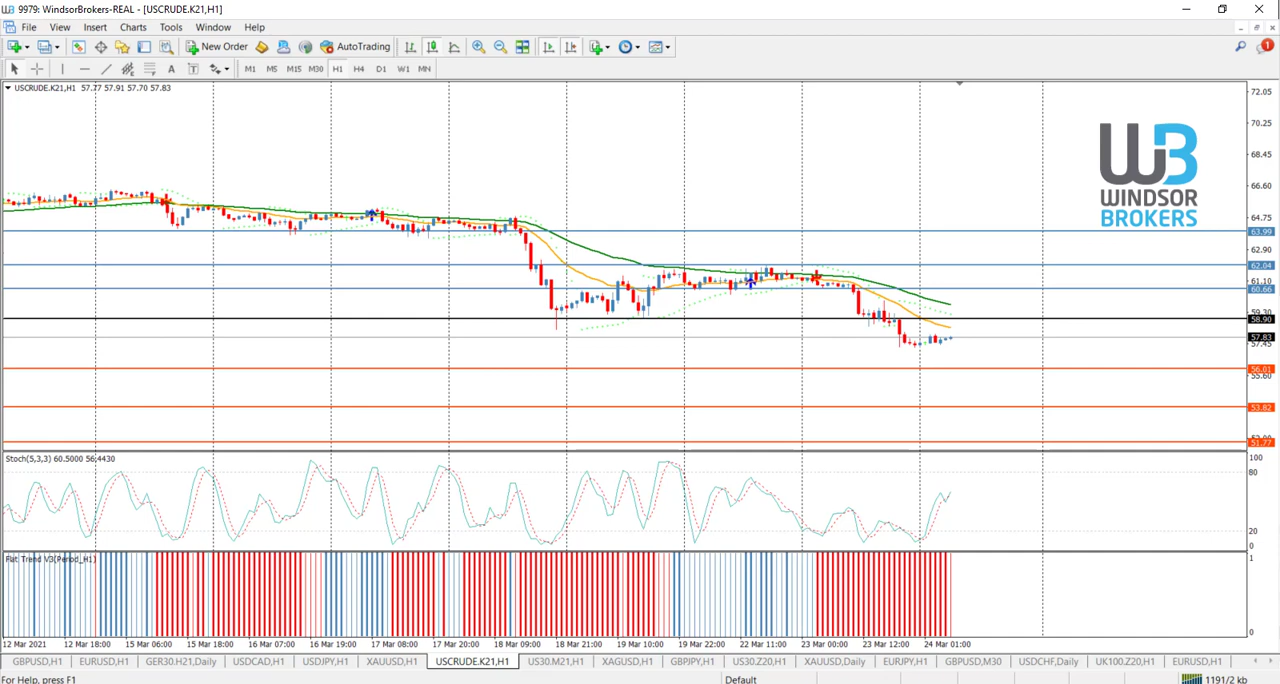 9979: WindsorBrokers-REAL - [USCRUDE.K21,H1]
File View Insert Charts Tools Window Help
New Order AutoTrading 1
A T M1 M5 M15 M30 H1 H4 D1 W1 MN
USCRUDE.K21,H1 57.77 57.91 57.70 57.83
72.05
70.25
68.45
66.60
64.75
63.99
62.90
62.04
61.10
60.66
59.30
58.90
57.83
57.45
56.01
55.60
53.82
51.77
WINDSOR
BROKERS
Stoch(5,3,3) 60.5000 56.4430
100
80
20
0
Flat Trend V3(Period_H1)
1
0
12 Mar 2021 12 Mar 18:00 15 Mar 06:00 15 Mar 18:00 16 Mar 07:00 16 Mar 19:00 17 Mar 08:00 17 Mar 20:00 18 Mar 09:00 18 Mar 21:00 19 Mar 10:00 19 Mar 22:00 22 Mar 11:00 23 Mar 00:00 23 Mar 12:00 24 Mar 01:00
GBPUSD,H1 EURUSD,H1 GER30.H21,Daily USDCAD,H1 USDJPY,H1 XAUUSD,H1 USCRUDE.K21,H1 US30.M21,H1 XAGUSD,H1 GBPJPY,H1 US30.Z20,H1 XAUUSD,Daily EURJPY,H1 GBPUSD,M30 USDCHF,Daily UK100.Z20,H1 EURUSD,H1
For Help, press F1 Default 1191/2 kb